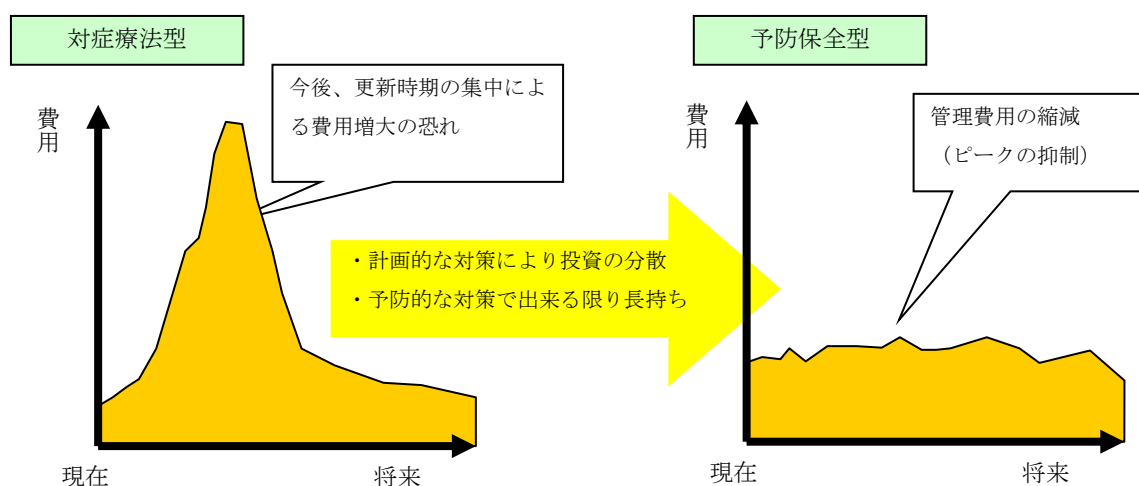 対症療法型
今後、更新時期の集中によ
る費用増大の恐れ
費用
現在
将来
・計画的な対策により投資の分散
・予防的な対策で出来る限り長持ち
予防保全型
管理費用の縮減
(ピークの抑制)
費用
現在
将来